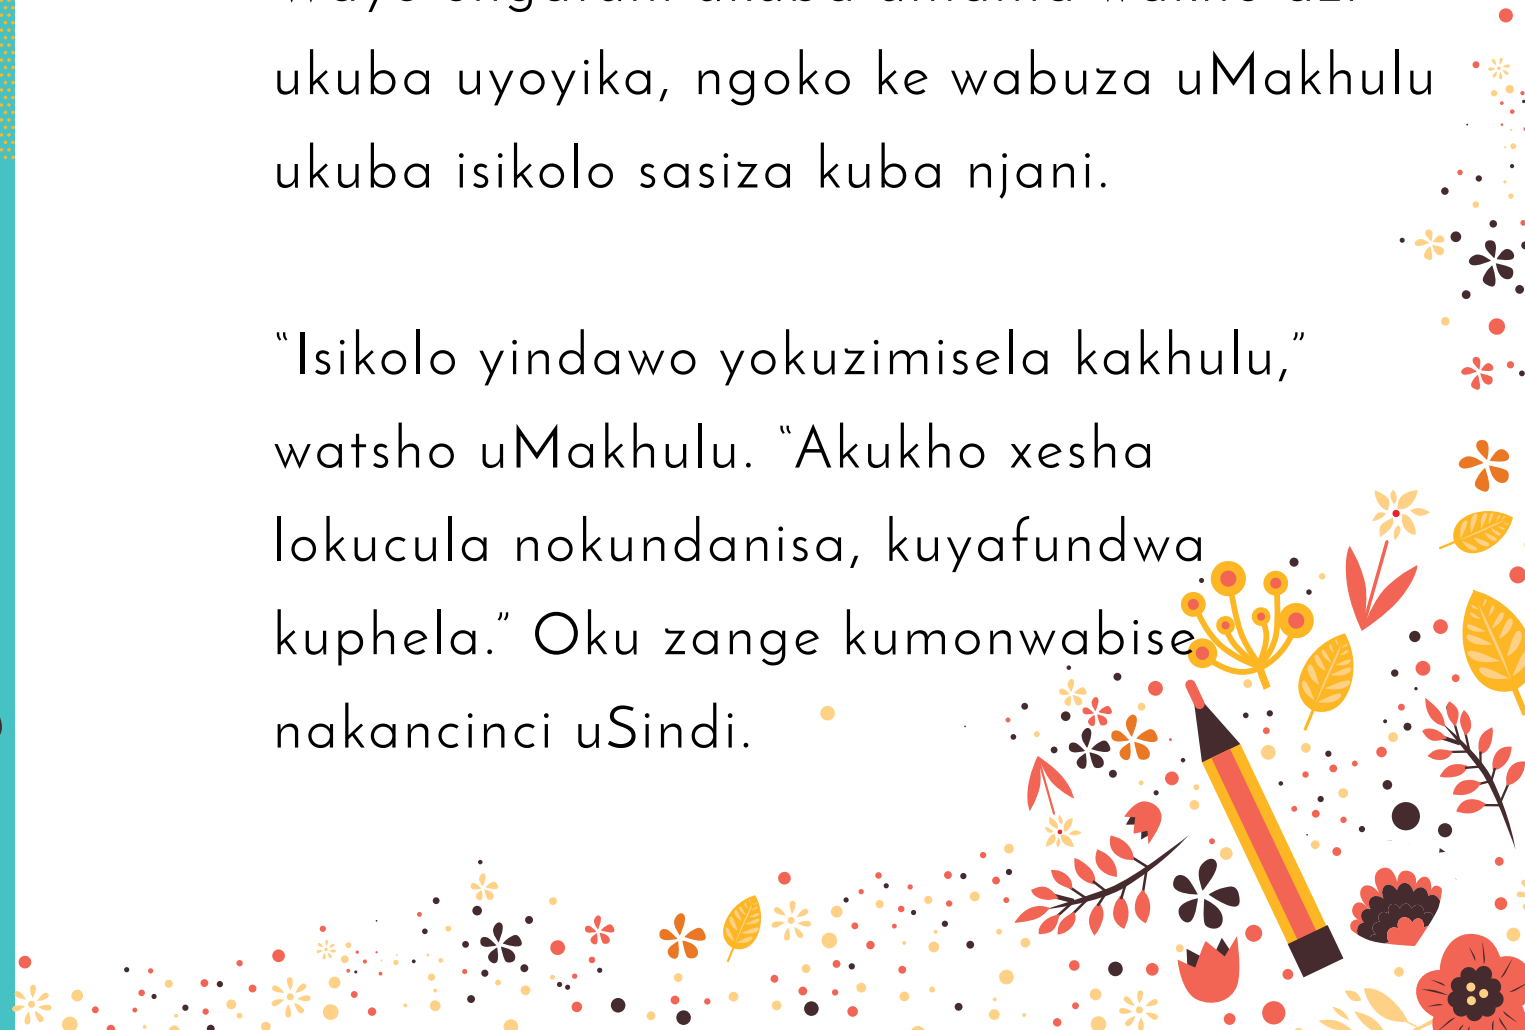 ukuba uyoyika, ngoko ke wabuza uMakhulu
ukuba isikolo sasiza kuba njani.
“Isikolo yindawo yokuzimisela kakhulu,”
watsho uMakhulu. “Akukho xesha
lokucula nokundanisa, kuyafundwa
kuphela.” Oku zange kumonwabise
nakancinci uSindi.